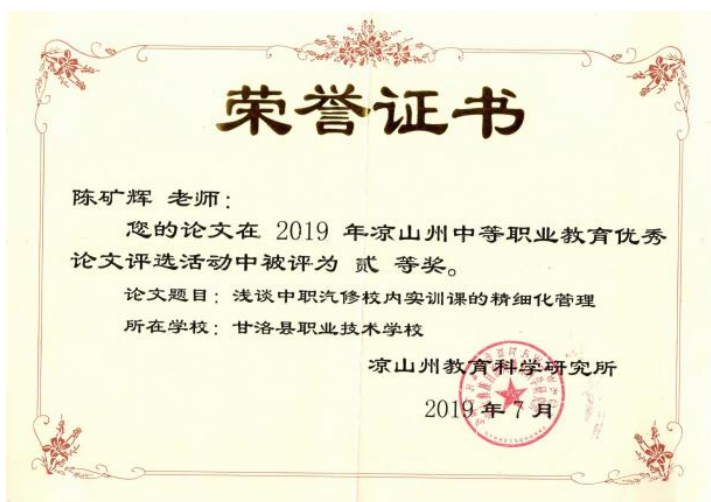 荣誉证书
陈矿辉 老师:
您的论文在 2019 年凉山州中等职业教育优秀
论文评选活动中被评为 贰 等奖。
论文题目: 浅谈中职汽修校内实训课的精细化管理
所在学校: 甘洛县职业技术学校
凉山州教育科学研究所
2019 年 7 月